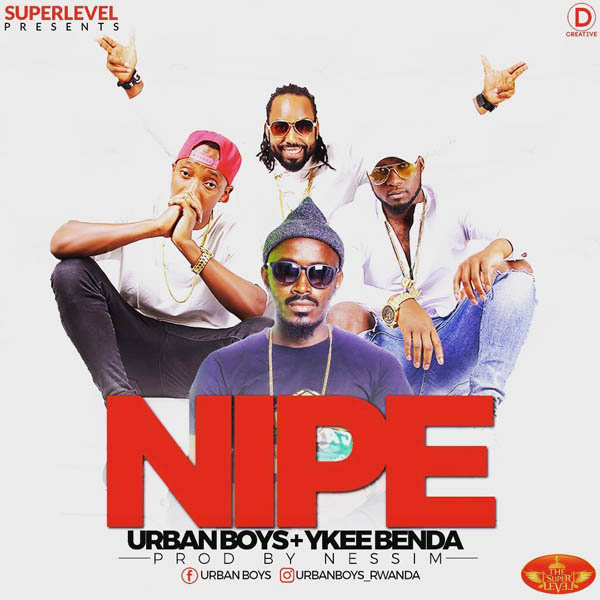 SUPERLEVEL
PRESENTS
D
CREATIVE
NIPE
URBAN BOYS + YKEE BENDA
PROD BY NESSIM
URBAN BOYS URBANBOYS_RWANDA
THE
SUPER
LEVEL